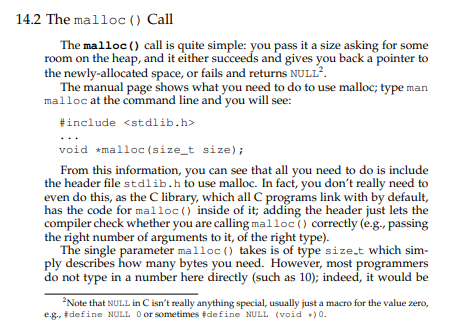 14.2 The malloc() Call
The malloc() call is quite simple: you pass it a size asking for some
room on the heap, and it either succeeds and gives you back a pointer to
the newly-allocated space, or fails and returns NULL2.
The manual page shows what you need to do to use malloc; type man
malloc at the command line and you will see:
#include <stdlib.h>
...
void *malloc(size_t size);
From this information, you can see that all you need to do is include
the header file stdlib.h to use malloc. In fact, you don't really need to
even do this, as the C library, which all C programs link with by default,
has the code for malloc() inside of it; adding the header just lets the
compiler check whether you are calling malloc() correctly (e.g., passing
the right number of arguments to it, of the right type).
The single parameter malloc() takes is of type size_t which sim-
ply describes how many bytes you need. However, most programmers
do not type in a number here directly (such as 10); indeed, it would be
2Note that NULL in C isn't really anything special, usually just a macro for the value zero,
e.g., #define NULL 0 or sometimes #define NULL (void *)0.